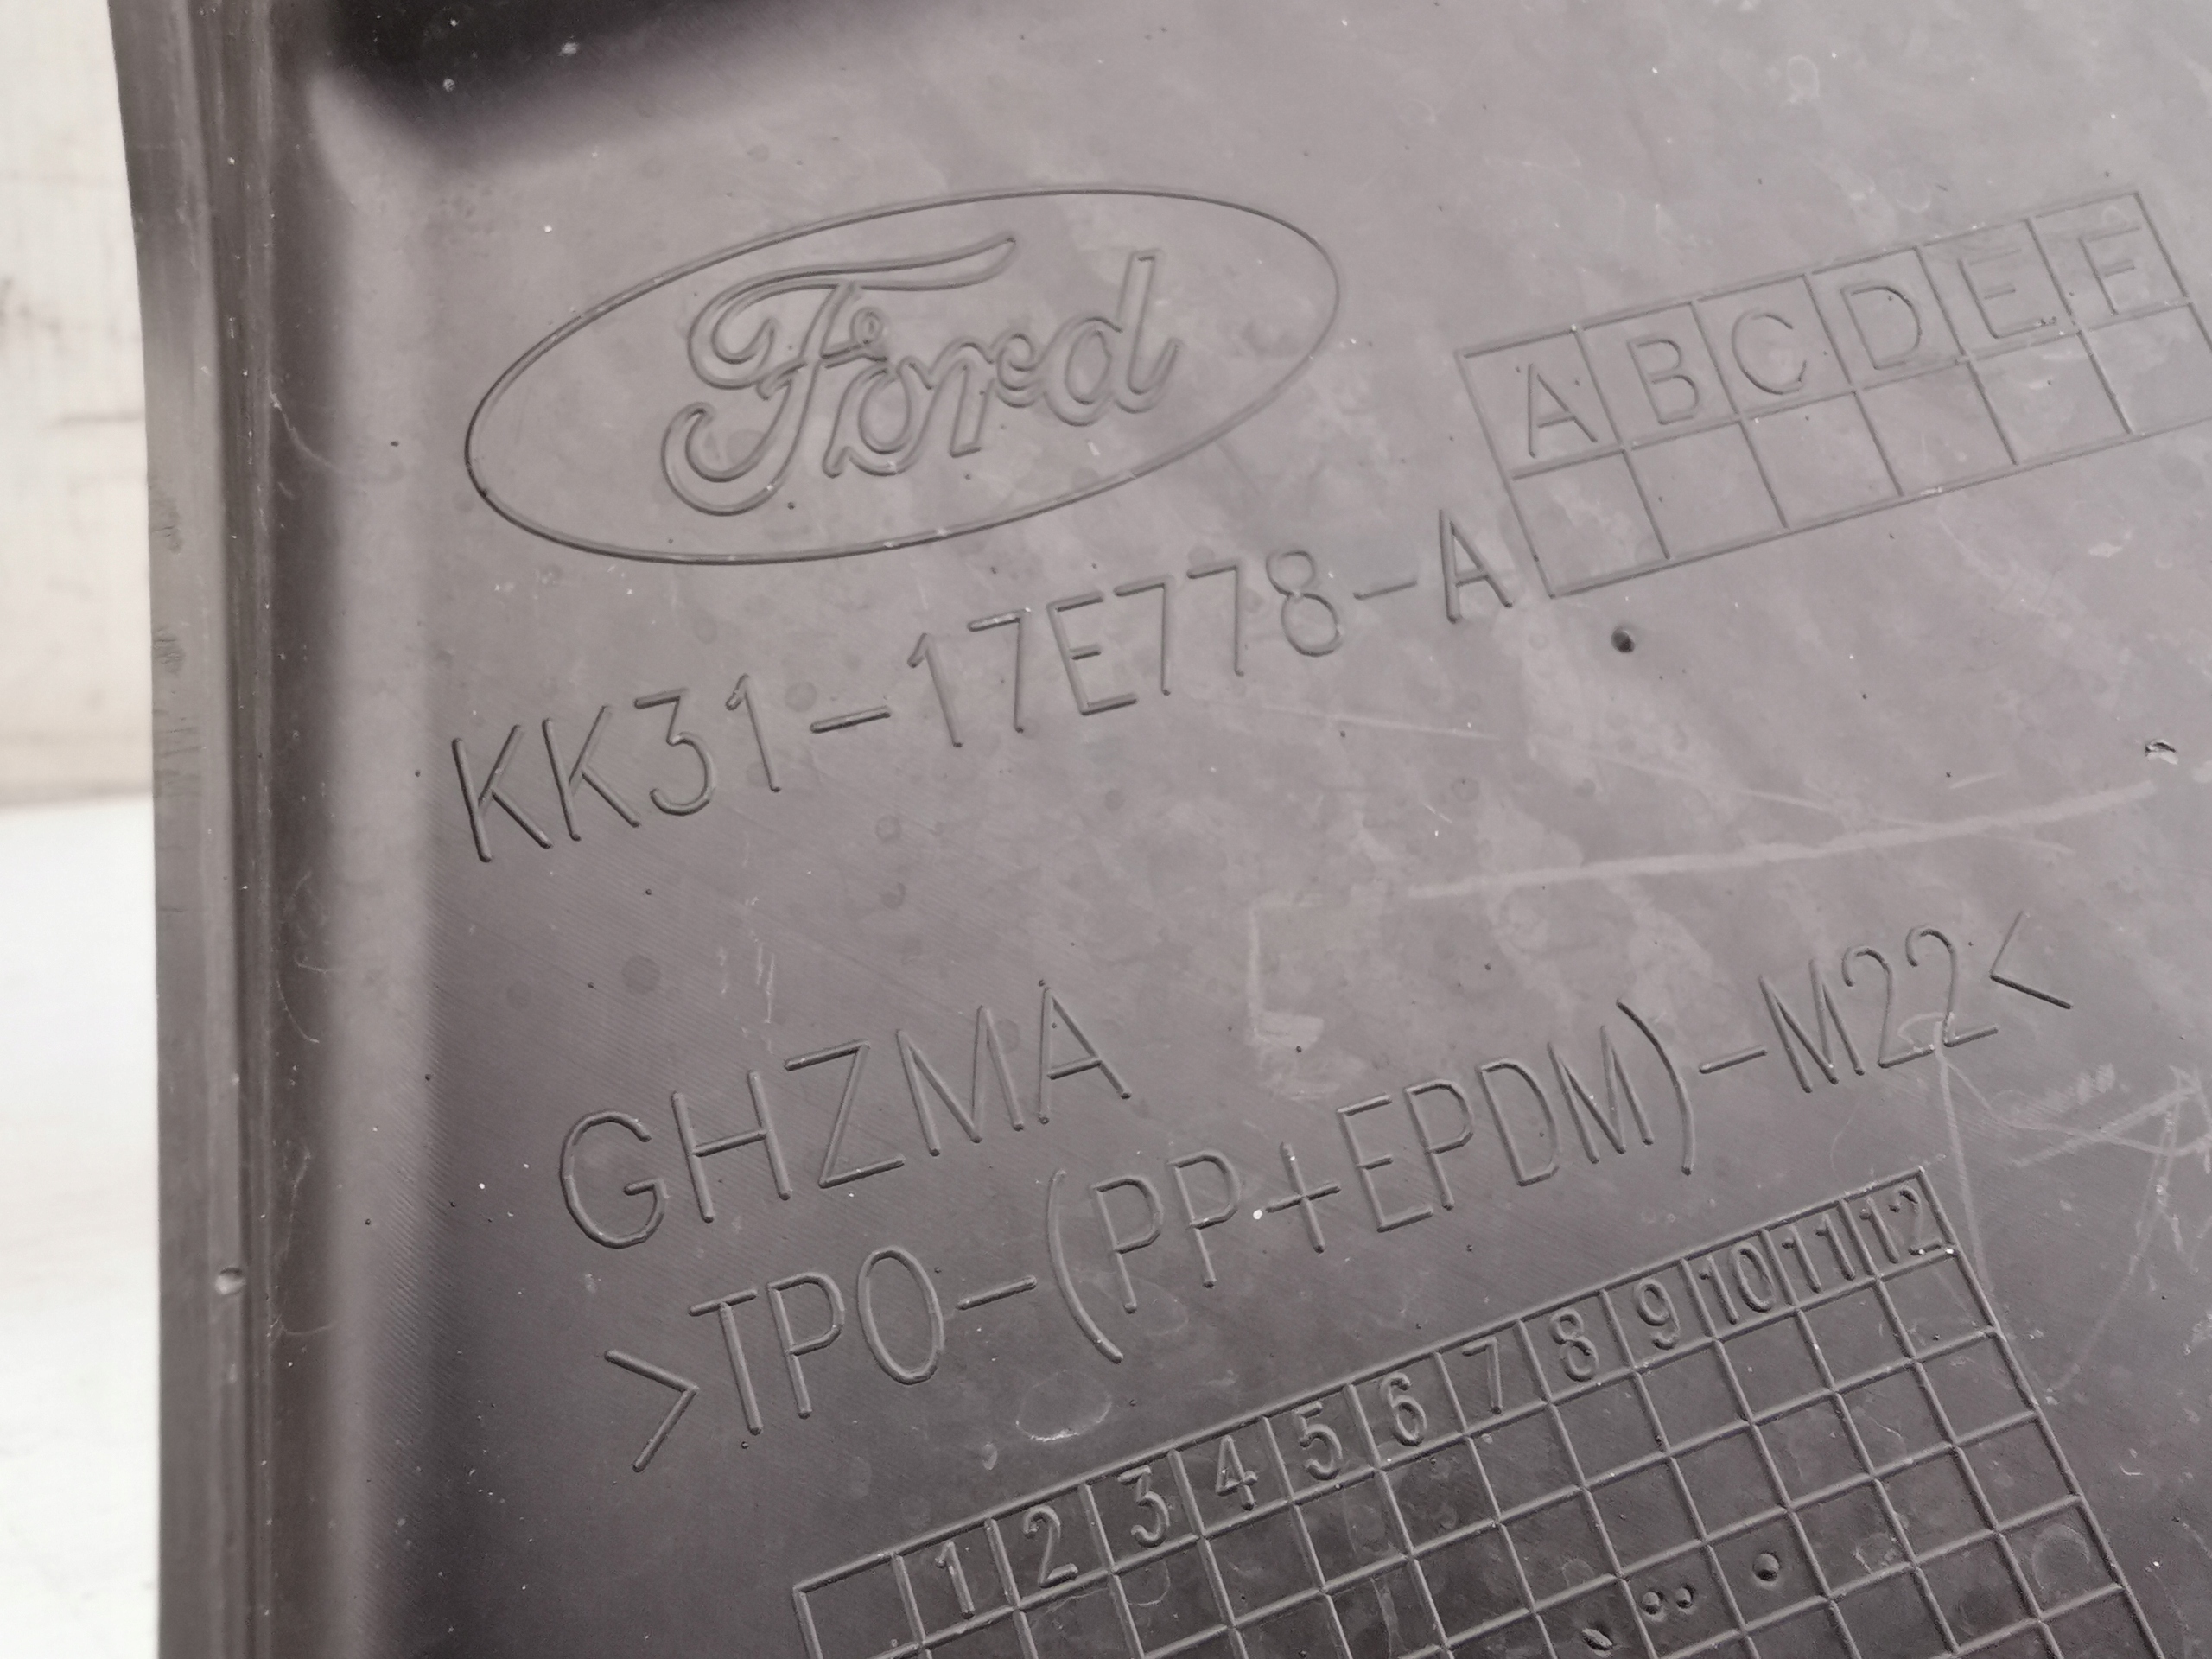 Ford
A B C D E F
KK31-17E778-A
GHZMA
>TPO-(PP+EPDM)-M22<
1 2 3 4 5 6 7 8 9 10 11 12